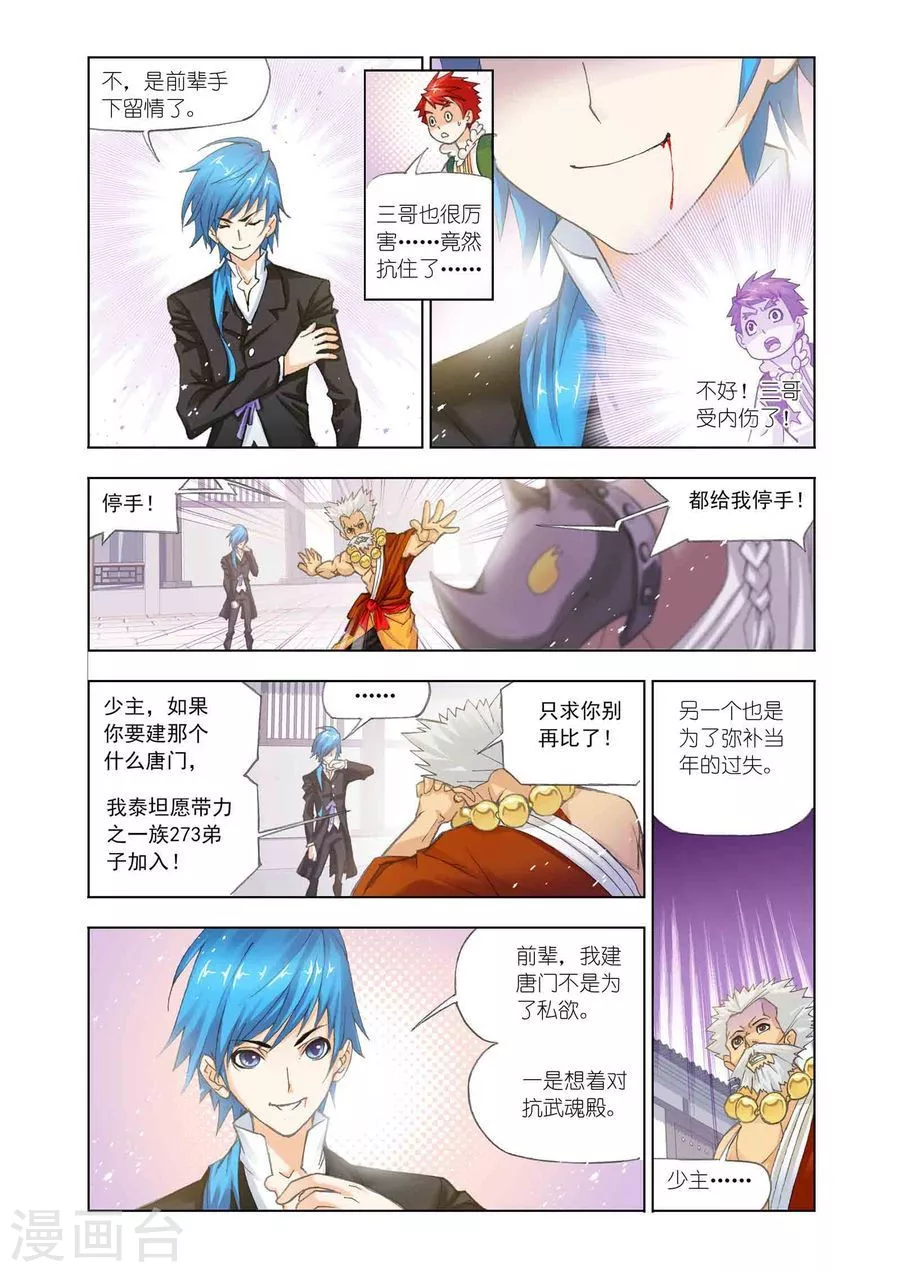 不，是前辈手
下留情了。
三哥也很厉
害……竟然
抗住了……
不好！三哥
受内伤了！
停手！
都给我停手！
少主，如果
你要建那个
什么唐门，
我泰坦愿带力
之一族273弟
子加入！
……
只求你别
再比了！
前辈，我建
唐门不是为
了私欲。
一是想着对
抗武魂殿。
另一个也是
为了弥补当
年的过失。
少主……
漫画台